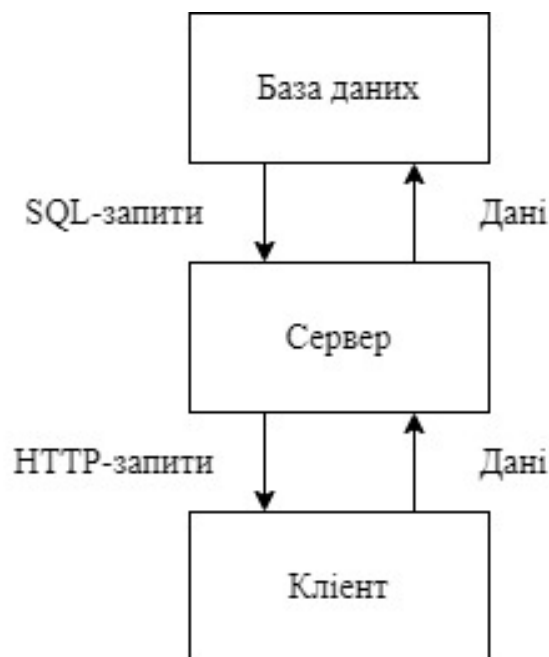 База даних
SQL-запити
Дані
Сервер
HTTP-запити
Дані
Клієнт